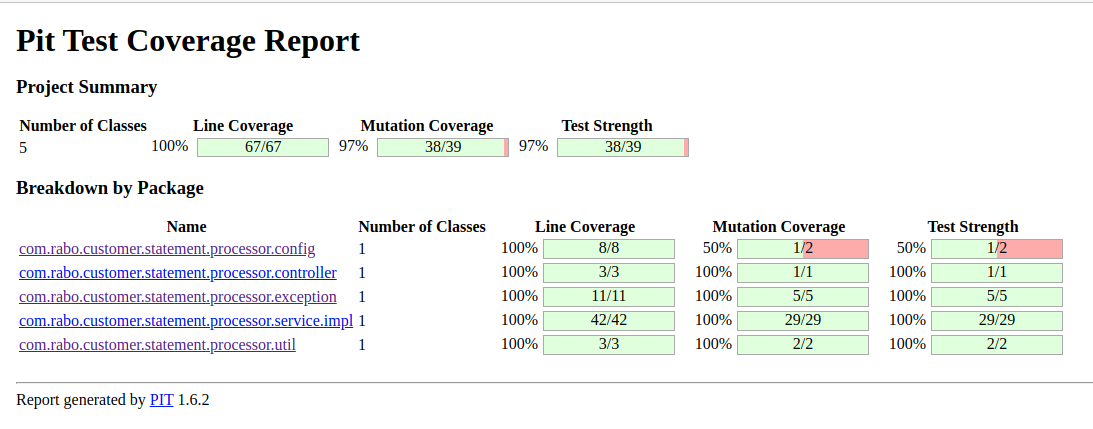 Pit Test Coverage Report
Project Summary
Number of Classes Line Coverage Mutation Coverage Test Strength
5 100% 67/67 97% 38/39 97% 38/39
Breakdown by Package
Name Number of Classes Line Coverage Mutation Coverage Test Strength
com.rabo.customer.statement.processor.config 1 100% 8/8 50% 1/2 50% 1/2
com.rabo.customer.statement.processor.controller 1 100% 3/3 100% 1/1 100% 1/1
com.rabo.customer.statement.processor.exception 1 100% 11/11 100% 5/5 100% 5/5
com.rabo.customer.statement.processor.service.impl 1 100% 42/42 100% 29/29 100% 29/29
com.rabo.customer.statement.processor.util 1 100% 3/3 100% 2/2 100% 2/2
Report generated by PIT 1.6.2